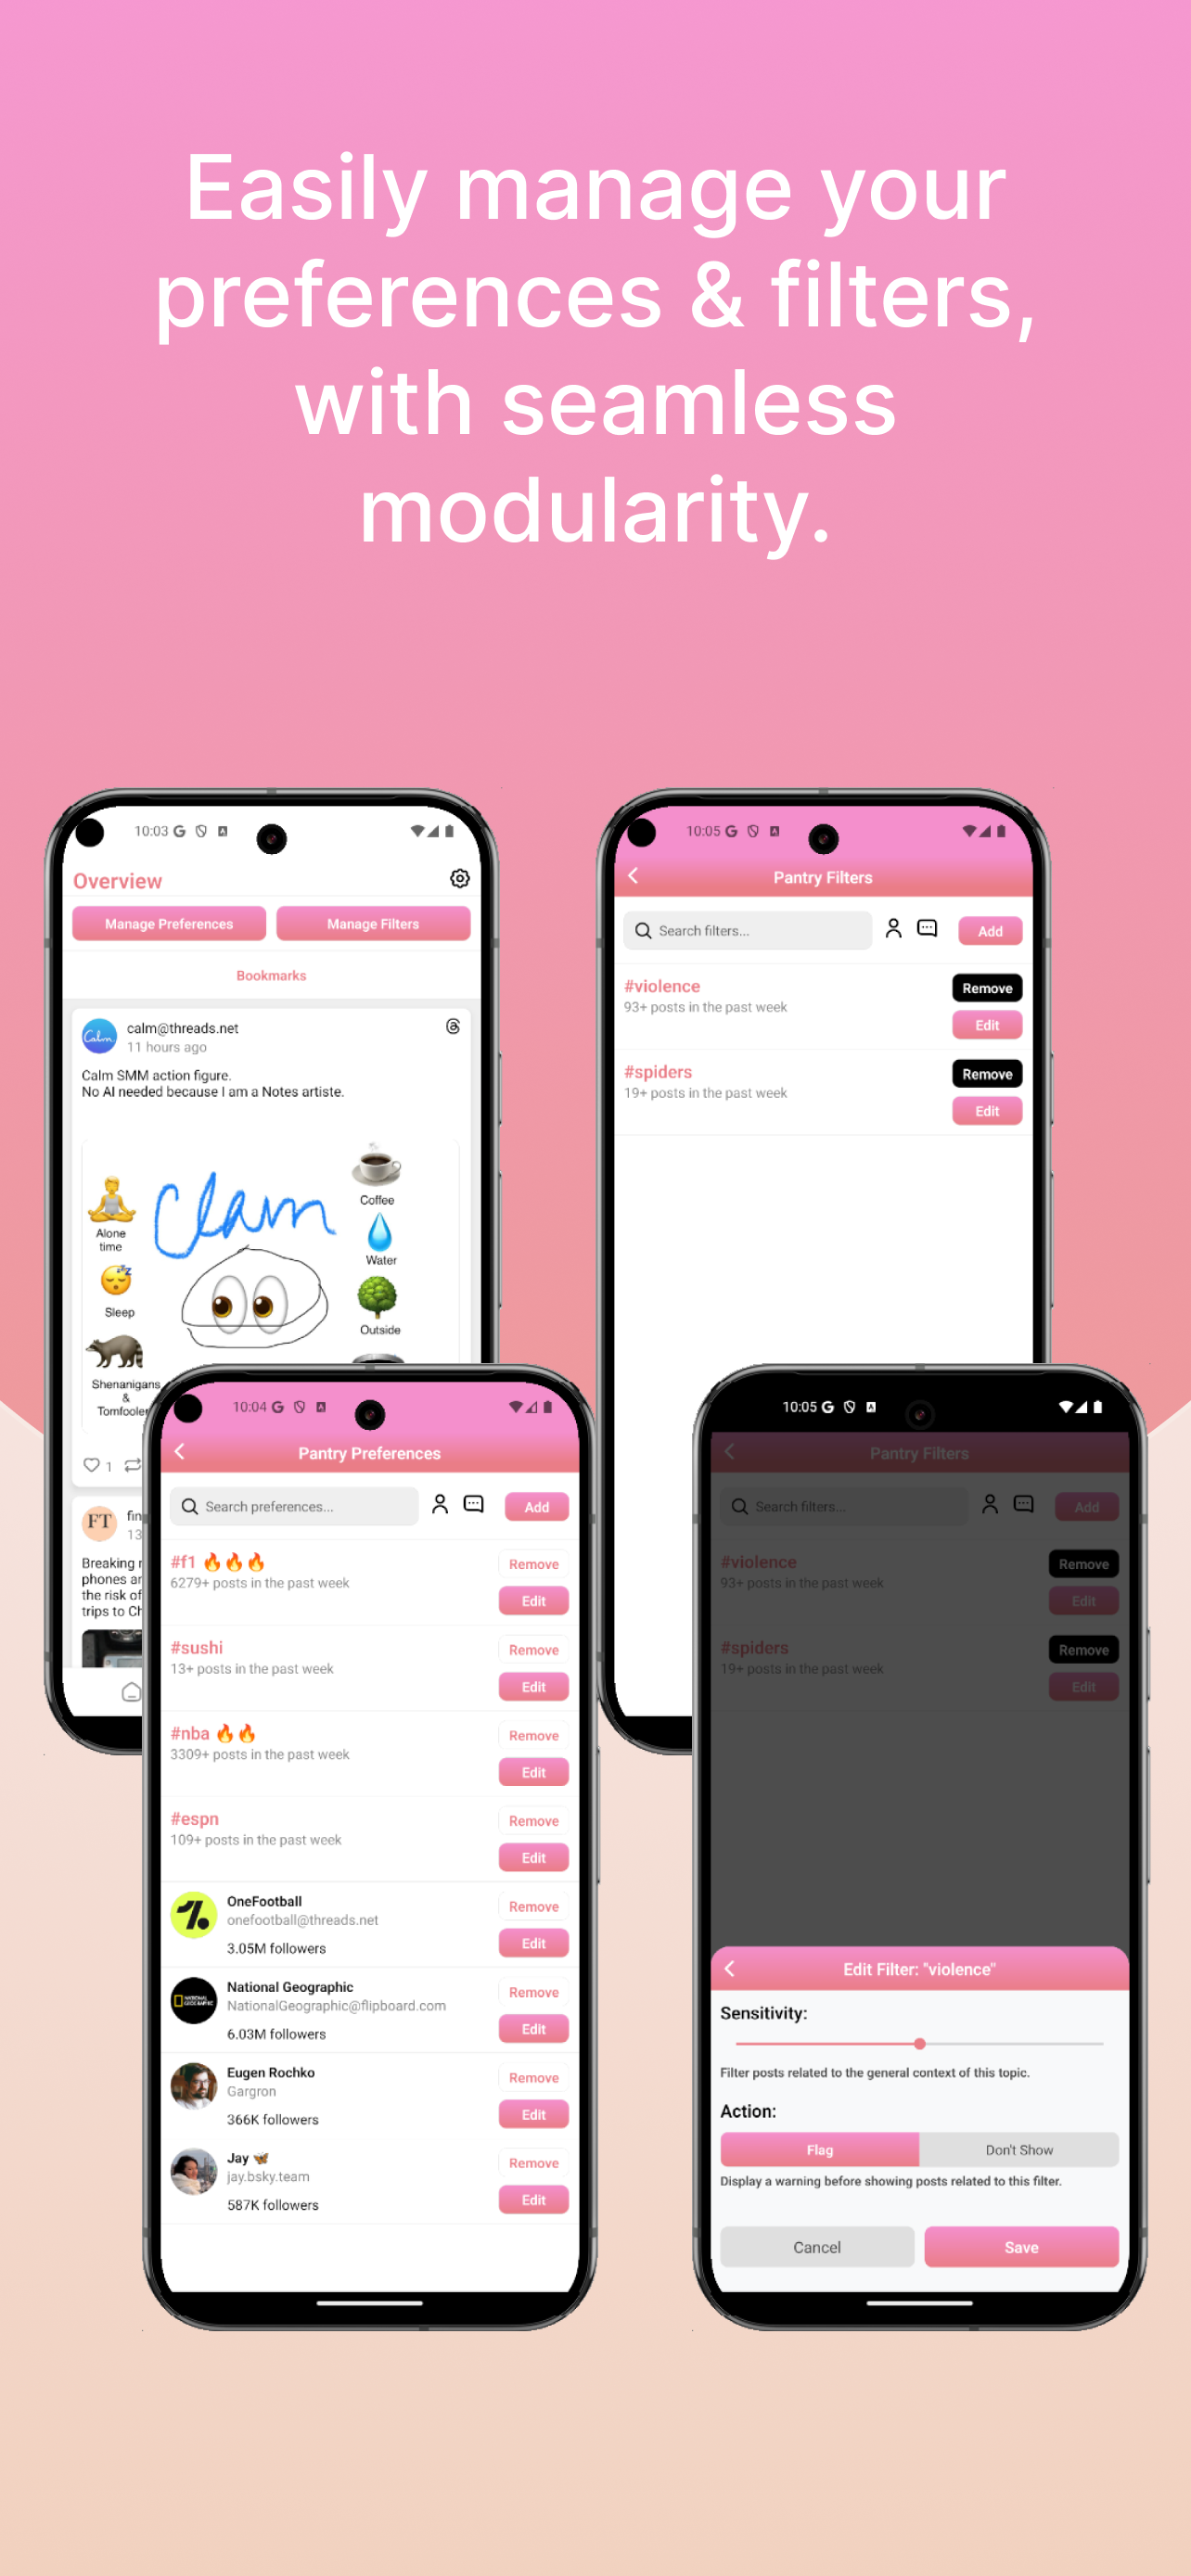 Easily manage your
preferences & filters,
with seamless
modularity.
10:03
Overview
Manage Preferences
Manage Filters
Bookmarks
Calm
calm@threads.net
11 hours ago
Calm SMM action figure.
No AI needed because I am a Notes artiste.
Clam
Alone
time
Sleep
Shenanigans
&
Tomfooler
Coffee
Water
Outside
1
FT
fin
13
Breaking
phones ar
the risk of
trips to Ch
10:05
Pantry Filters
Search filters...
Add
#violence
93+ posts in the past week
Remove
Edit
#spiders
19+ posts in the past week
Remove
Edit
10:04
Pantry Preferences
Search preferences...
Add
#f1 🔥🔥🔥
6279+ posts in the past week
Remove
Edit
#sushi
13+ posts in the past week
Remove
Edit
#nba 🔥🔥
3309+ posts in the past week
Remove
Edit
#espn
109+ posts in the past week
Remove
Edit
OneFootball
onefootball@threads.net
3.05M followers
Remove
Edit
NATIONAL
GEOGRAPHIC
National Geographic
NationalGeographic@flipboard.com
6.03M followers
Remove
Edit
Eugen Rochko
Gargron
366K followers
Remove
Edit
Jay 🦋
jay.bsky.team
587K followers
Remove
Edit
10:05
Pantry Filters
Search filters...
Add
#violence
93+ posts in the past week
Remove
Edit
#spiders
19+ posts in the past week
Remove
Edit
Edit Filter: "violence"
Sensitivity:
Filter posts related to the general context of this topic.
Action:
Flag
Don't Show
Display a warning before showing posts related to this filter.
Cancel
Save